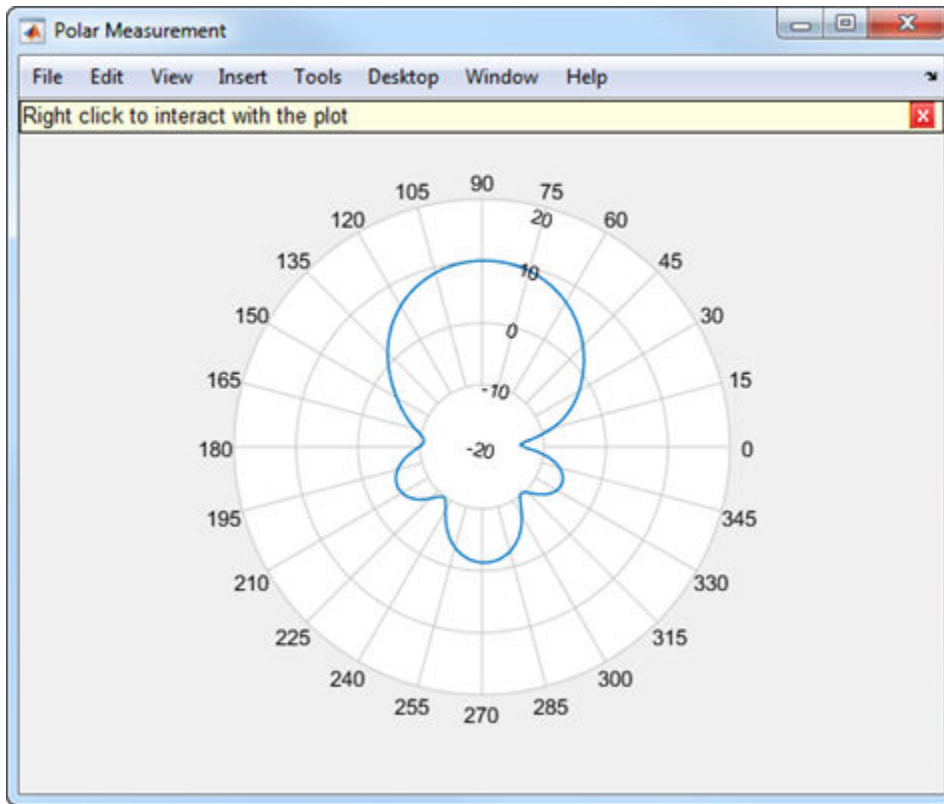 Polar Measurement
File Edit View Insert Tools Desktop Window Help
Right click to interact with the plot
90
105 75
120 20 60
135 45
10
150 30
0
165 15
-10
180 -20 0
195 345
210 330
225 315
240 300
255 285
270